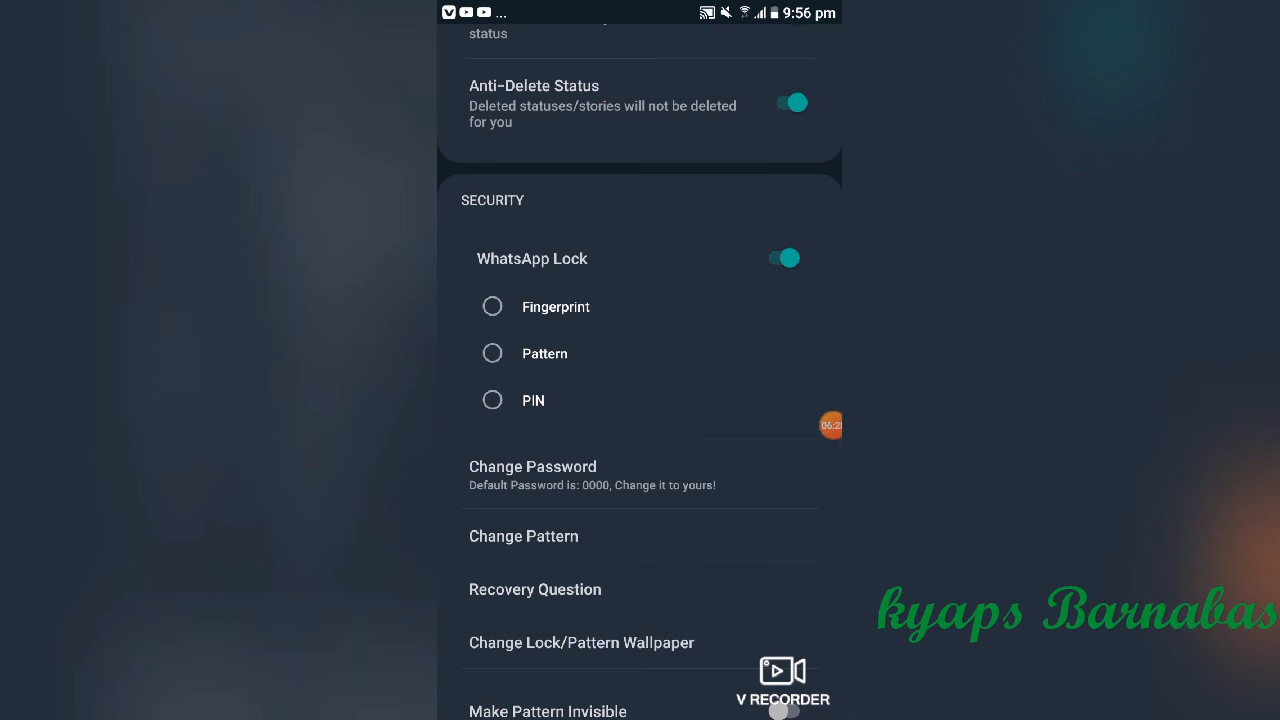 ... 9:56 pm
status
Anti-Delete Status
Deleted statuses/stories will not be deleted
for you
SECURITY
WhatsApp Lock
Fingerprint
Pattern
PIN
Change Password
Default Password is: 0000, Change it to yours!
Change Pattern
Recovery Question
Change Lock/Pattern Wallpaper
Make Pattern Invisible
V RECORDER
kyaps Barnabas